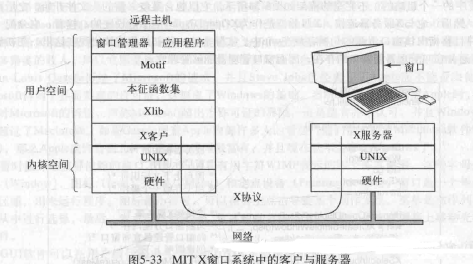 远程主机
窗口管理器 应用程序
Motif
本征函数集
Xlib
X客户
UNIX
硬件
用户空间
内核空间
窗口
X服务器
UNIX
硬件
X协议
网络
图5-33 MIT X窗口系统中的客户与服务器